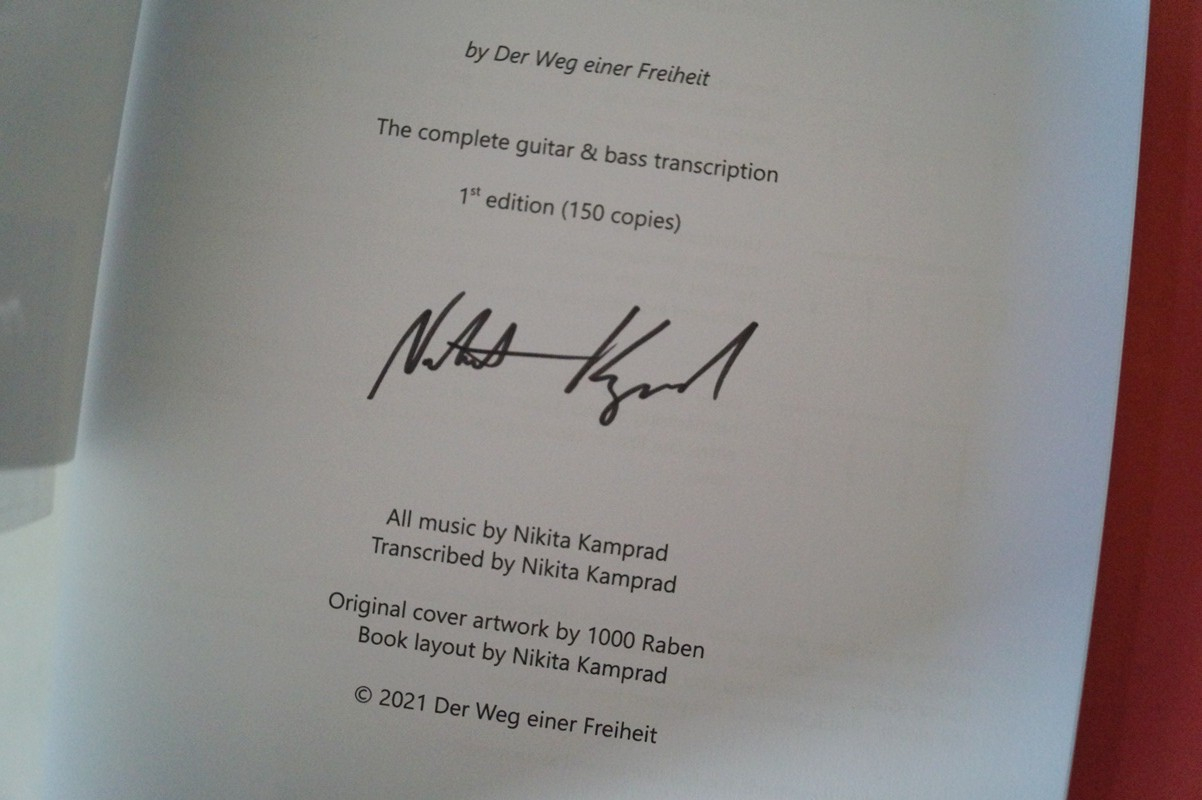 by Der Weg einer Freiheit
The complete guitar & bass transcription
1st edition (150 copies)
Nikita Kamprad
All music by Nikita Kamprad
Transcribed by Nikita Kamprad
Original cover artwork by 1000 Raben
Book layout by Nikita Kamprad
© 2021 Der Weg einer Freiheit